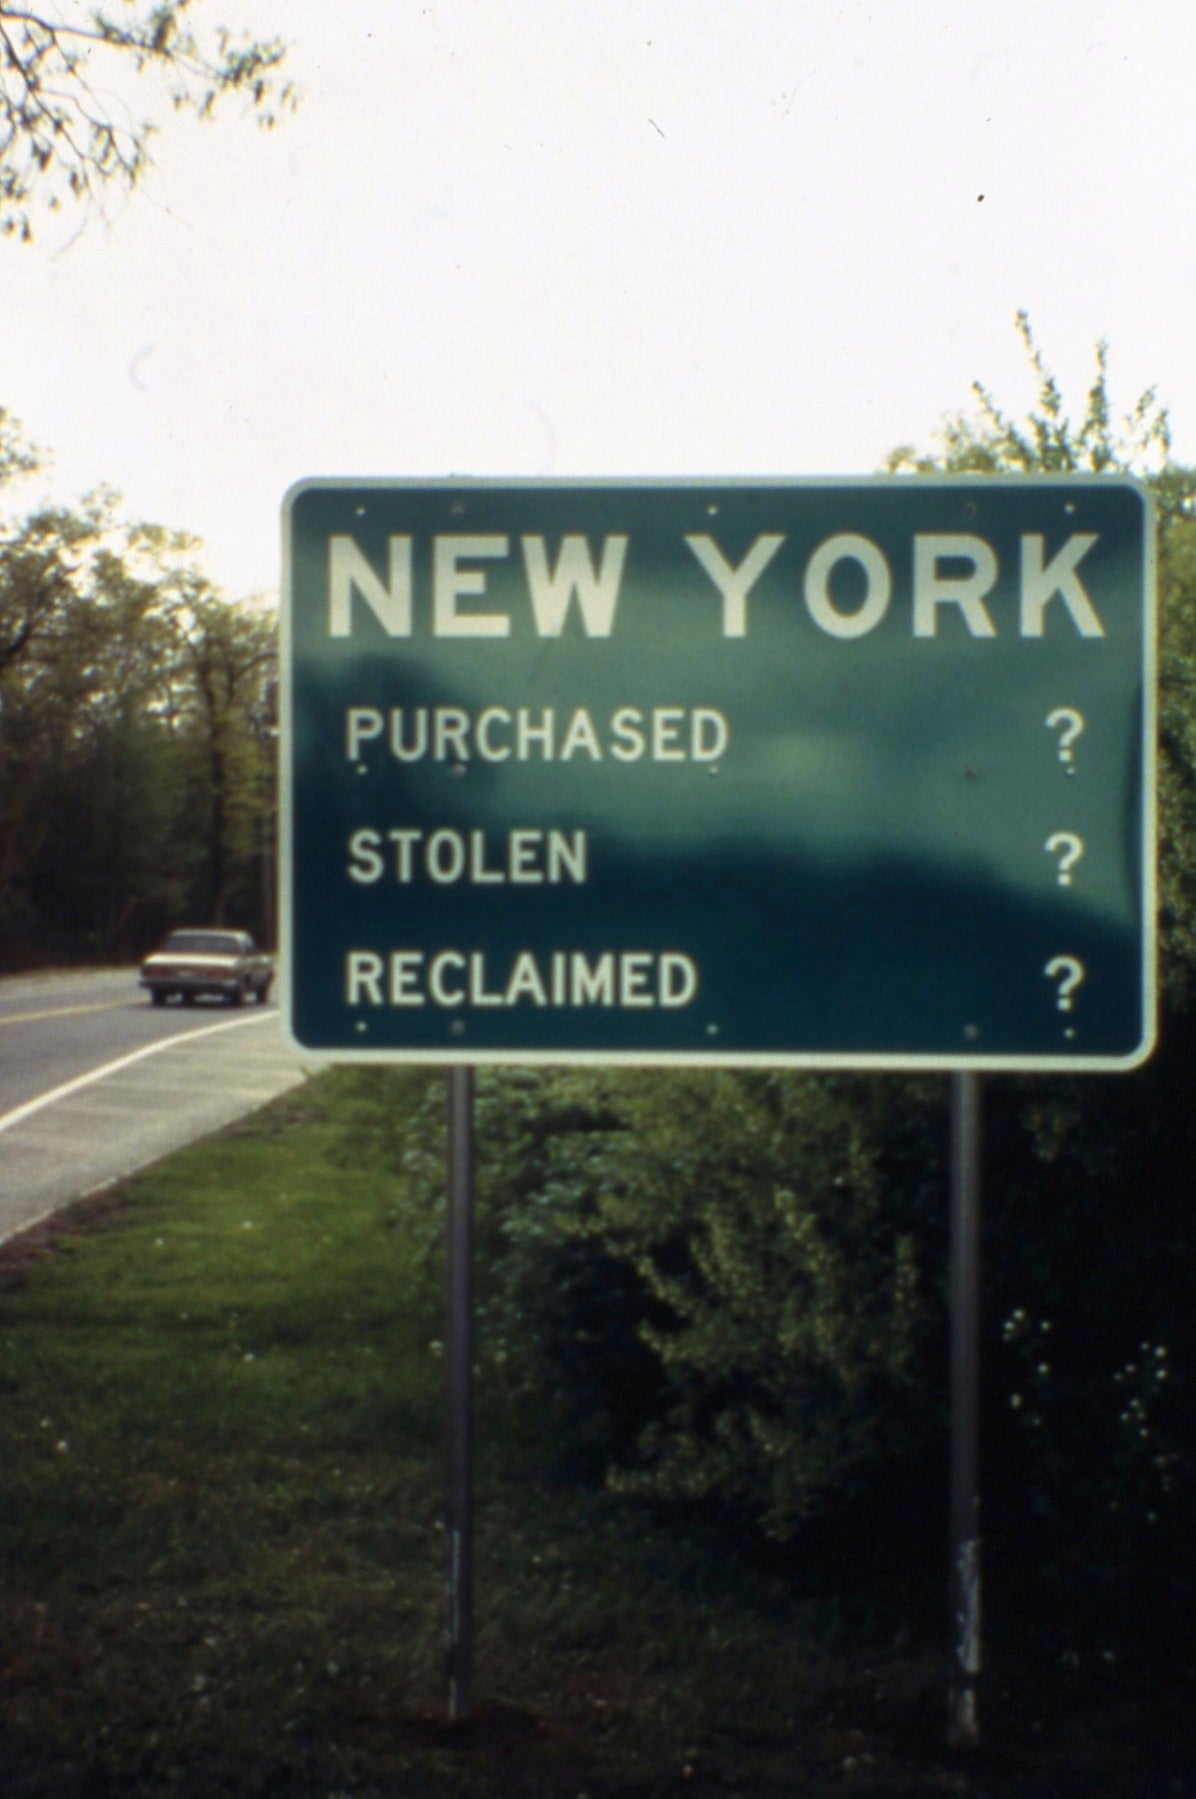 NEW YORK
PURCHASED ?
STOLEN ?
RECLAIMED ?